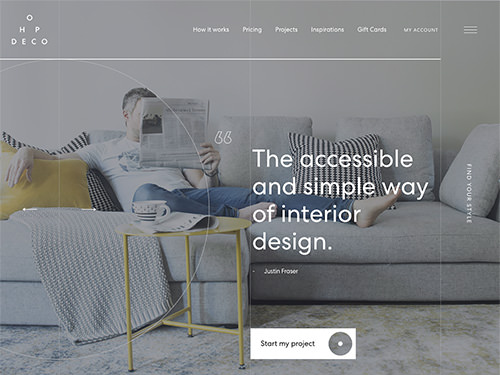 O
H P
DECO
How It works Pricing Projects Inspirations Gift Cards MY ACCOUNT
“
The accessible
and simple way
of interior
design.
- Justin Fraser
FIND YOUR STYLE
Start my project